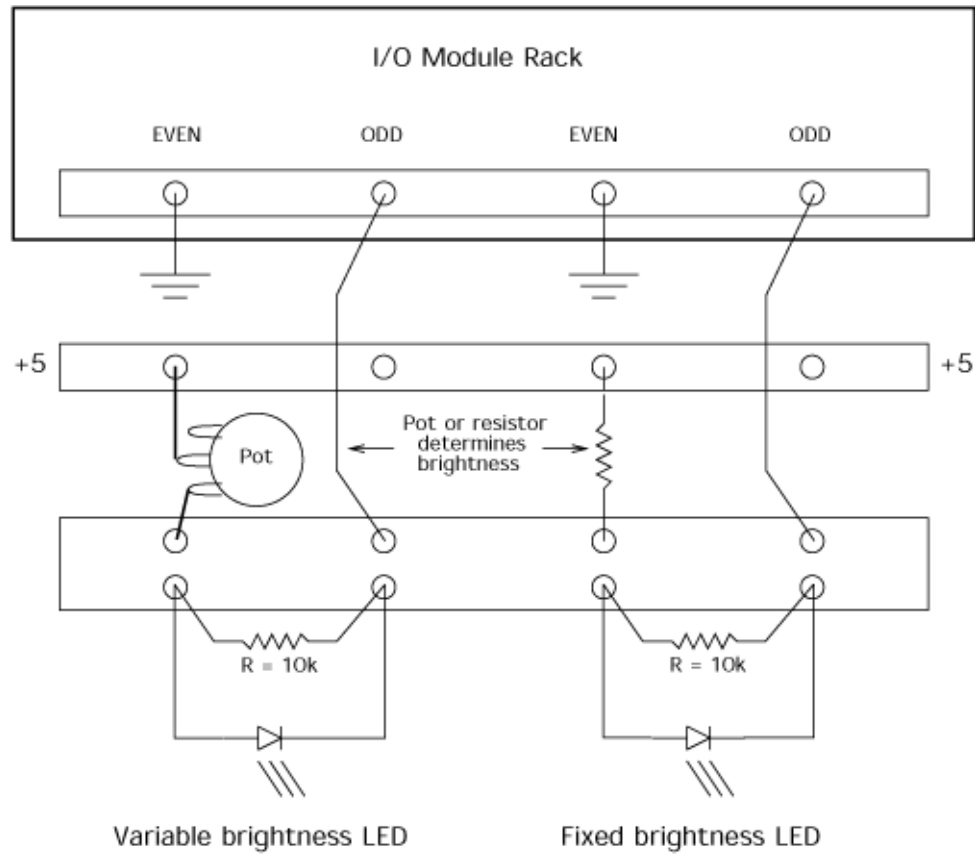 I/O Module Rack
EVEN ODD EVEN ODD
+5 +5
Pot
Pot or resistor
determines
brightness
R = 10k R = 10k
Variable brightness LED Fixed brightness LED